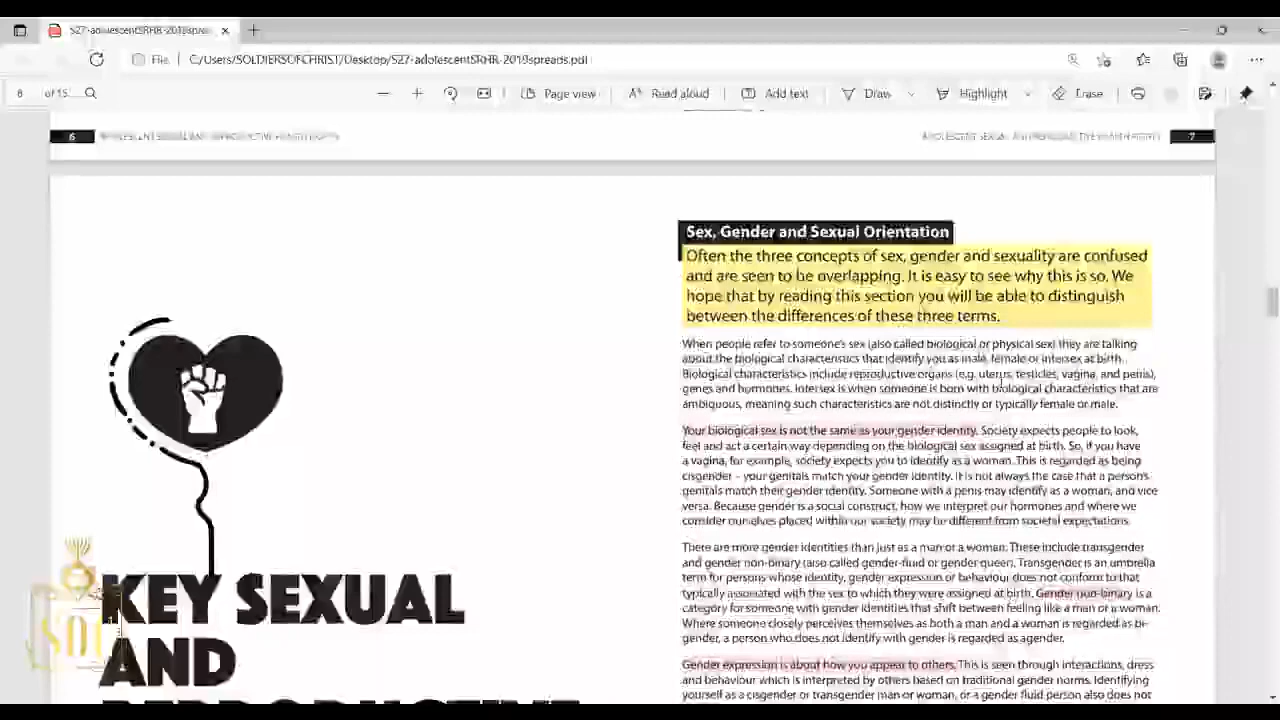 S27-adolescentSRHR-2019spreads.p
File C:/Users/SOLDIERSOFCHRIST/Desktop/S27-adolescentSRHR-2019spreads.pdf
8 of 15 Page view Read aloud Add text Draw Highlight Erase
6 ADOLESCENT SEXUAL AND REPRODUCTIVE ADOLESCENT SEXUAL AND REPRODUCTIVE HUMAN RIGHTS 7
Sex, Gender and Sexual Orientation
Often the three concepts of sex, gender and sexuality are confused
and are seen to be overlapping. It is easy to see why this is so. We
hope that by reading this section you will be able to distinguish
between the differences of these three terms.
When people refer to someone's sex (also called biological or physical sex) they are talking
about the biological characteristics that identify you as male, female or intersex at birth.
Biological characteristics include reproductive organs (e.g. uterus, testicles, vagina, and penis),
genes and hormones. Intersex is when someone is born with biological characteristics that are
ambiguous, meaning such characteristics are not distinctly or typically female or male.
Your biological sex is not the same as your gender identity. Society expects people to look,
feel and act a certain way depending on the biological sex assigned at birth. So, if you have
a vagina, for example, society expects you to identify as a woman. This is regarded as being
cisgender – your genitals match your gender identity. It is not always the case that a person's
genitals match their gender identity. Someone with a penis may identify as a woman, and vice
versa. Because gender is a social construct, how we interpret our hormones and where we
consider ourselves placed within our society may be different from societal expectations.
There are more gender identities than just as a man or a woman. These include transgender
and gender non-binary (also called gender-fluid or gender queer). Transgender is an umbrella
term for persons whose identity, gender expression or behaviour does not conform to that
typically associated with the sex to which they were assigned at birth. Gender non-binary is a
category for someone with gender identities that shift between feeling like a man or a woman.
Where someone closely perceives themselves as both a man and a woman is regarded as bi-
gender, a person who does not identify with gender is regarded as agender.
Gender expression is about how you appear to others. This is seen through interactions, dress
and behaviour which is interpreted by others based on traditional gender norms. Identifying
yourself as a cisgender or transgender man or woman, or a gender fluid person also does not
KEY SEXUAL
AND
REPRODUCTIVE